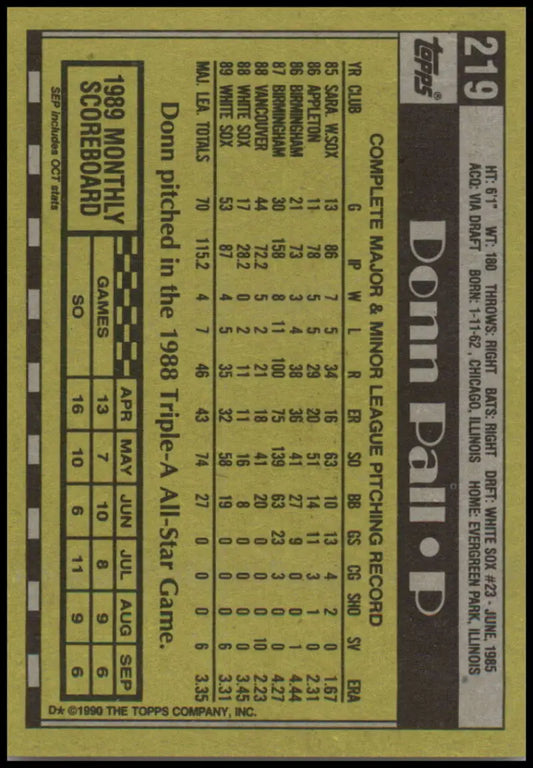 219
HT: 6'1" WT: 180 THROWS: RIGHT BATS: RIGHT DRFT: WHITE SOX #23 - JUNE, 1985
ACQ: VIA DRAFT BORN: 1-11-62, CHICAGO, ILLINOIS HOME: EVERGREEN PARK, ILLINOIS
TOPPS®
Donn Pall • P
COMPLETE MAJOR & MINOR LEAGUE PITCHING RECORD
YR CLUB G IP W L R ER SO BB GS CG SHO SV ERA
85 SARA. W.SOX 13 86 7 5 34 16 63 10 13 4 2 0 1.67
86 APPLETON 11 78 5 5 29 20 51 14 11 3 1 0 2.31
86 BIRMINGHAM 21 73 3 4 38 36 41 27 9 0 0 1 4.44
87 BIRMINGHAM 30 158 8 11 100 75 139 63 23 3 0 0 4.27
88 VANCOUVER 44 72.2 5 2 21 18 41 20 0 0 0 10 2.23
88 WHITE SOX 17 28.2 0 2 11 11 16 8 0 0 0 0 3.45
89 WHITE SOX 53 87 4 5 35 32 58 19 0 0 0 6 3.31
MAJ. LEA. TOTALS 70 115.2 4 7 46 43 74 27 0 0 0 6 3.35
Donn pitched in the 1988 Triple-A All-Star Game.
1989 MONTHLY
SCOREBOARD
APR MAY JUN JUL AUG SEP
GAMES 13 7 10 8 9 6
SO 16 10 6 11 9 6
SEP includes OCT stats
D* ©1990 THE TOPPS COMPANY, INC.